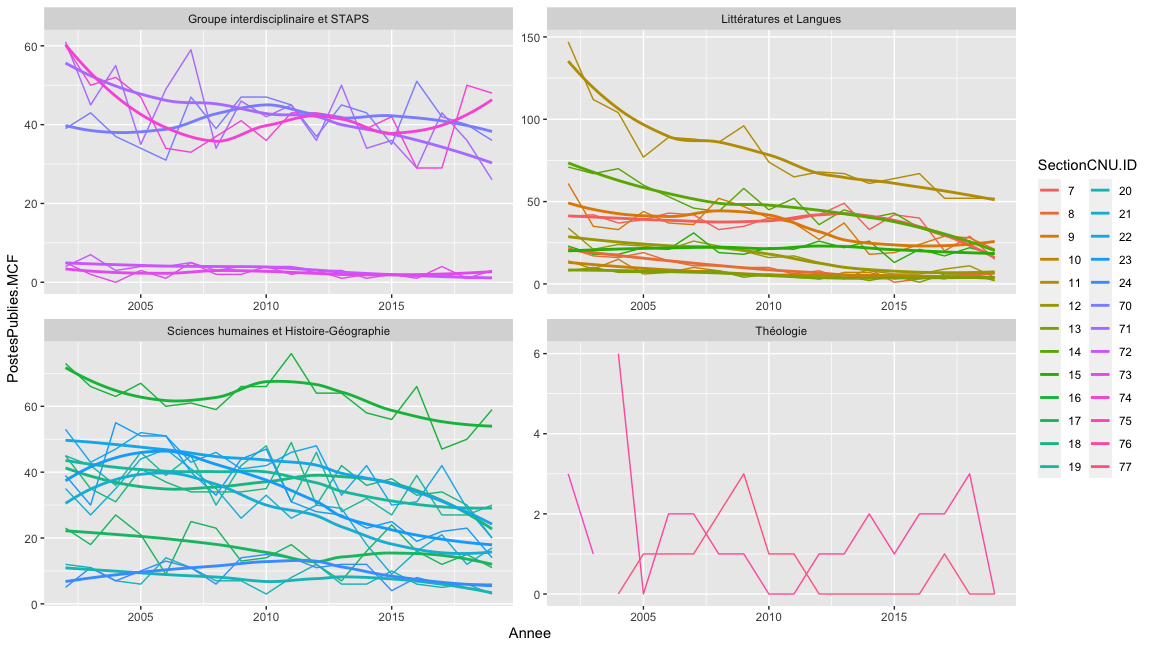 Groupe interdisciplinaire et STAPS
Littératures et Langues
60
40
20
0
150
100
50
0
2005 2010 2015
2005 2010 2015
Sciences humaines et Histoire-Géographie
Théologie
60
40
20
0
6
4
2
0
2005 2010 2015
2005 2010 2015
Annee
PostesPublies.MCF
SectionCNU.ID
7 20
8 21
9 22
10 23
11 24
12 70
13 71
14 72
15 73
16 74
17 75
18 76
19 77